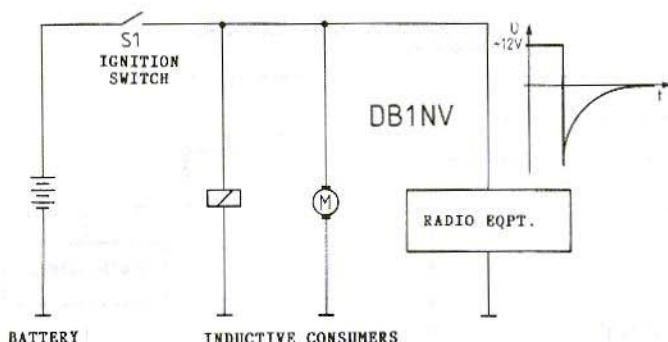 S1
IGNITION
SWITCH
U
~12V
t
DB1NV
M
RADIO EQPT.
BATTERY
INDUCTIVE CONSUMERS